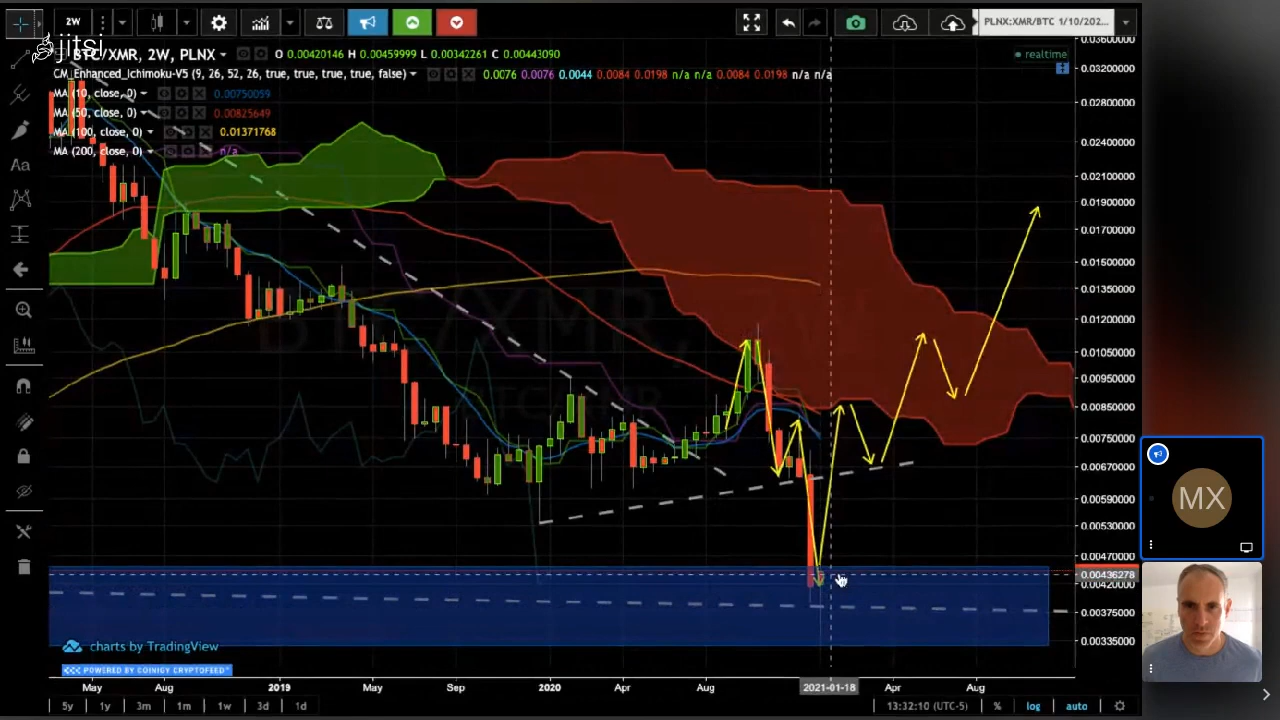 2W
PLNX:XMR/BTC 1/10/202...
jitsi
BTC/XMR, 2W, PLNX O 0.00420146 H 0.00459999 L 0.00342261 C 0.00443090
realtime
CM_Enhanced_Ichimoku-V5 (9, 26, 52, 26, true, true, true, true, false) 0.0076 0.0076 0.0044 0.0084 0.0198 n/a n/a 0.0084 0.0198 n/a n/a
MA (10, close, 0) 0.00750059
MA (50, close, 0) 0.00825649
MA (100, close, 0) 0.01371768
MA (200, close, 0) n/a
Aa
0.03600000
0.03200000
0.02800000
0.02400000
0.02100000
0.01900000
0.01700000
0.01500000
0.01350000
0.01200000
0.01050000
0.00950000
0.00850000
0.00750000
0.00670000
0.00590000
0.00530000
0.00470000
0.00436278
0.00420000
0.00375000
0.00335000
MX
charts by TradingView
POWERED BY COINIGY CRYPTOFEED
May Aug 2019 May Sep 2020 Apr Aug 2021-01-18 Apr Aug
5y 1y 3m 1m 1w 3d 1d 13:32:10 (UTC-5) % log auto